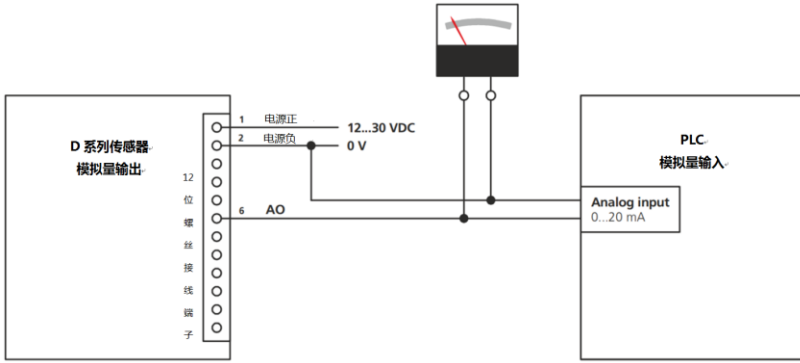 D 系列传感器
模拟量输出
12
位
螺
丝
接
线
端
子
1 电源正
12...30 VDC
2 电源负
0 V
6 AO
PLC
模拟量输入
Analog input
0...20 mA